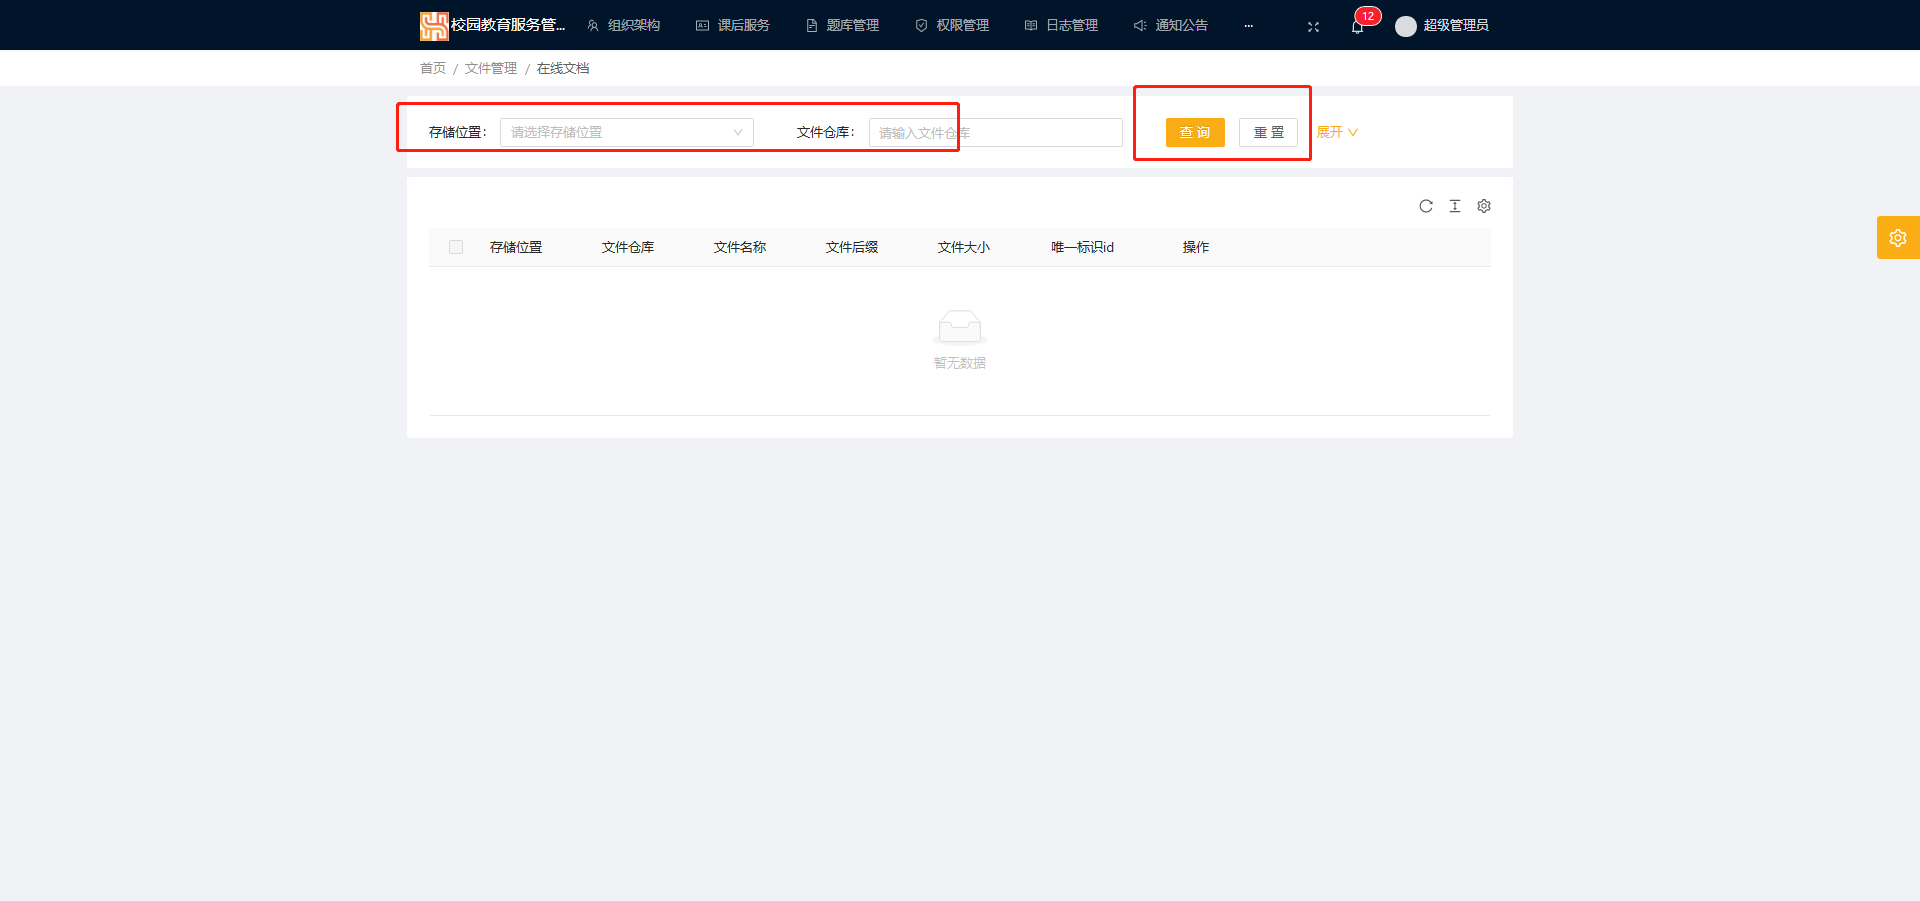 校园教育服务管... 组织架构 课后服务 题库管理 权限管理 日志管理 通知公告 ... 12 超级管理员
首页 / 文件管理 / 在线文档
存储位置: 请选择存储位置 文件仓库: 请输入文件仓库 查 询 重 置 展开
存储位置 文件仓库 文件名称 文件后缀 文件大小 唯一标识id 操作
暂无数据